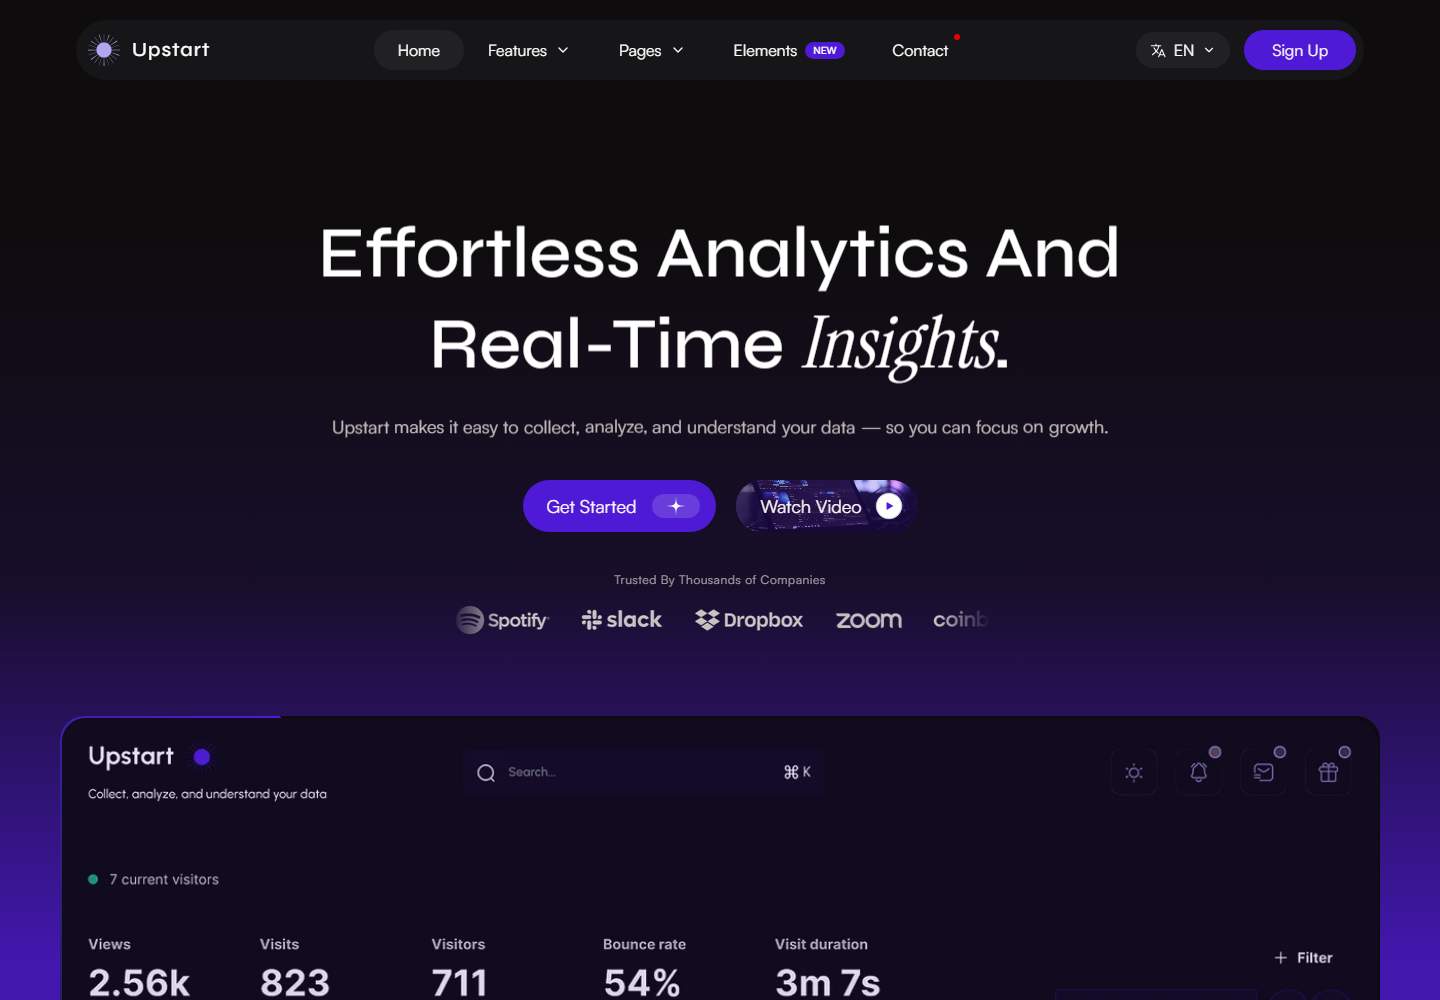 Upstart
Home
Features
Pages
Elements NEW
Contact
EN
Sign Up
Effortless Analytics And
Real-Time Insights.
Upstart makes it easy to collect, analyze, and understand your data — so you can focus on growth.
Get Started
Watch Video
Trusted By Thousands of Companies
Spotify
slack
Dropbox
zoom
coinb
Upstart
Search...
⌘ K
Collect, analyze, and understand your data
7 current visitors
Views
Visits
Visitors
Bounce rate
Visit duration
Filter
2.56k
823
711
54%
3m 7s